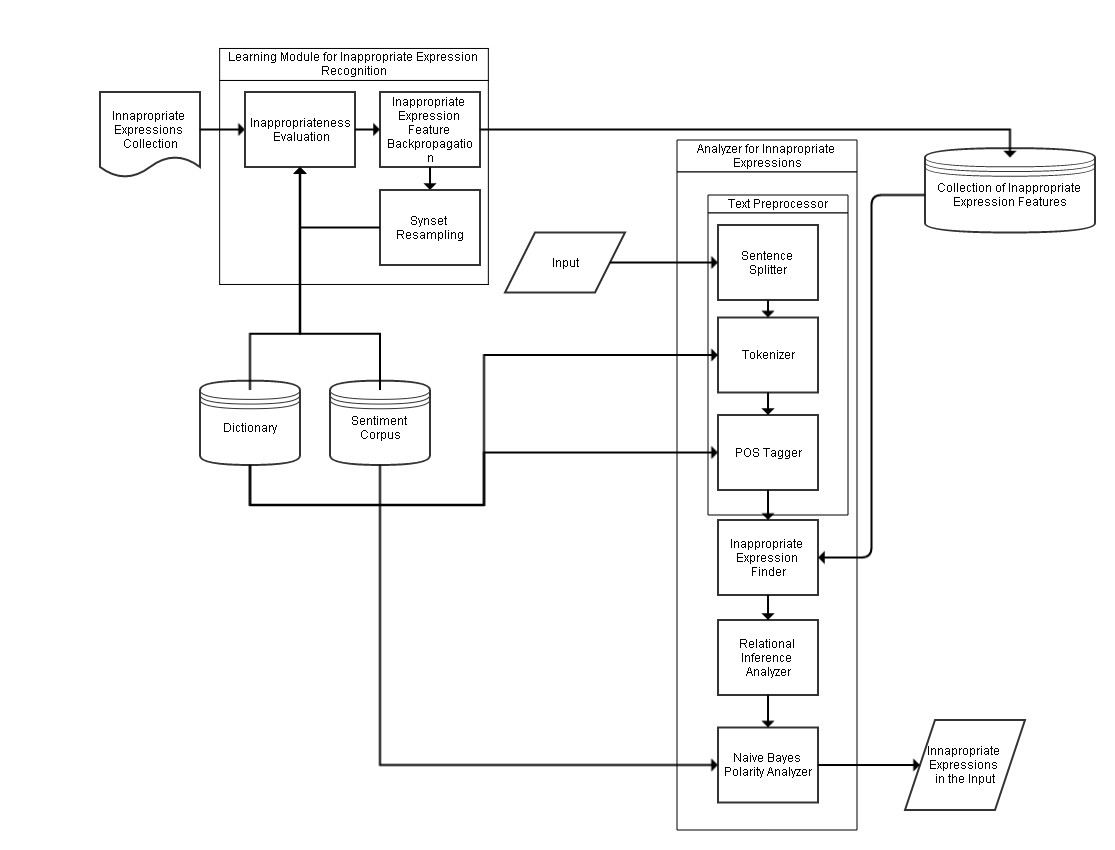 Learning Module for Inappropriate Expression
Recognition
Innapropriate
Expressions
Collection
Inappropriateness
Evaluation
Inappropriate
Expression
Feature
Backpropagatio
n
Synset
Resampling
Analyzer for Innapropriate
Expressions
Collection of Inappropriate
Expression Features
Text Preprocessor
Input
Sentence
Splitter
Tokenizer
Dictionary
Sentiment
Corpus
POS Tagger
Inappropriate
Expression
Finder
Relational
Inference
Analyzer
Naive Bayes
Polarity Analyzer
Innapropriate
Expressions
in the Input